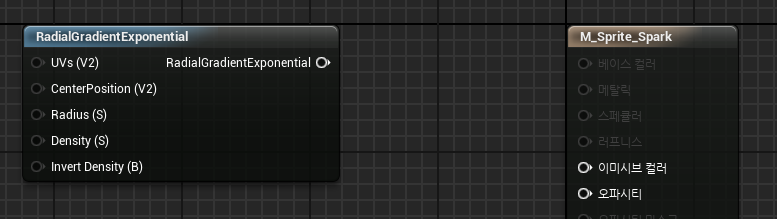 RadialGradientExponential
UVs (V2)
RadialGradientExponential
CenterPosition (V2)
Radius (S)
Density (S)
Invert Density (B)
M_Sprite_Spark
베이스 컬러
메탈릭
스페큘러
러프니스
이미시브 컬러
오파시티